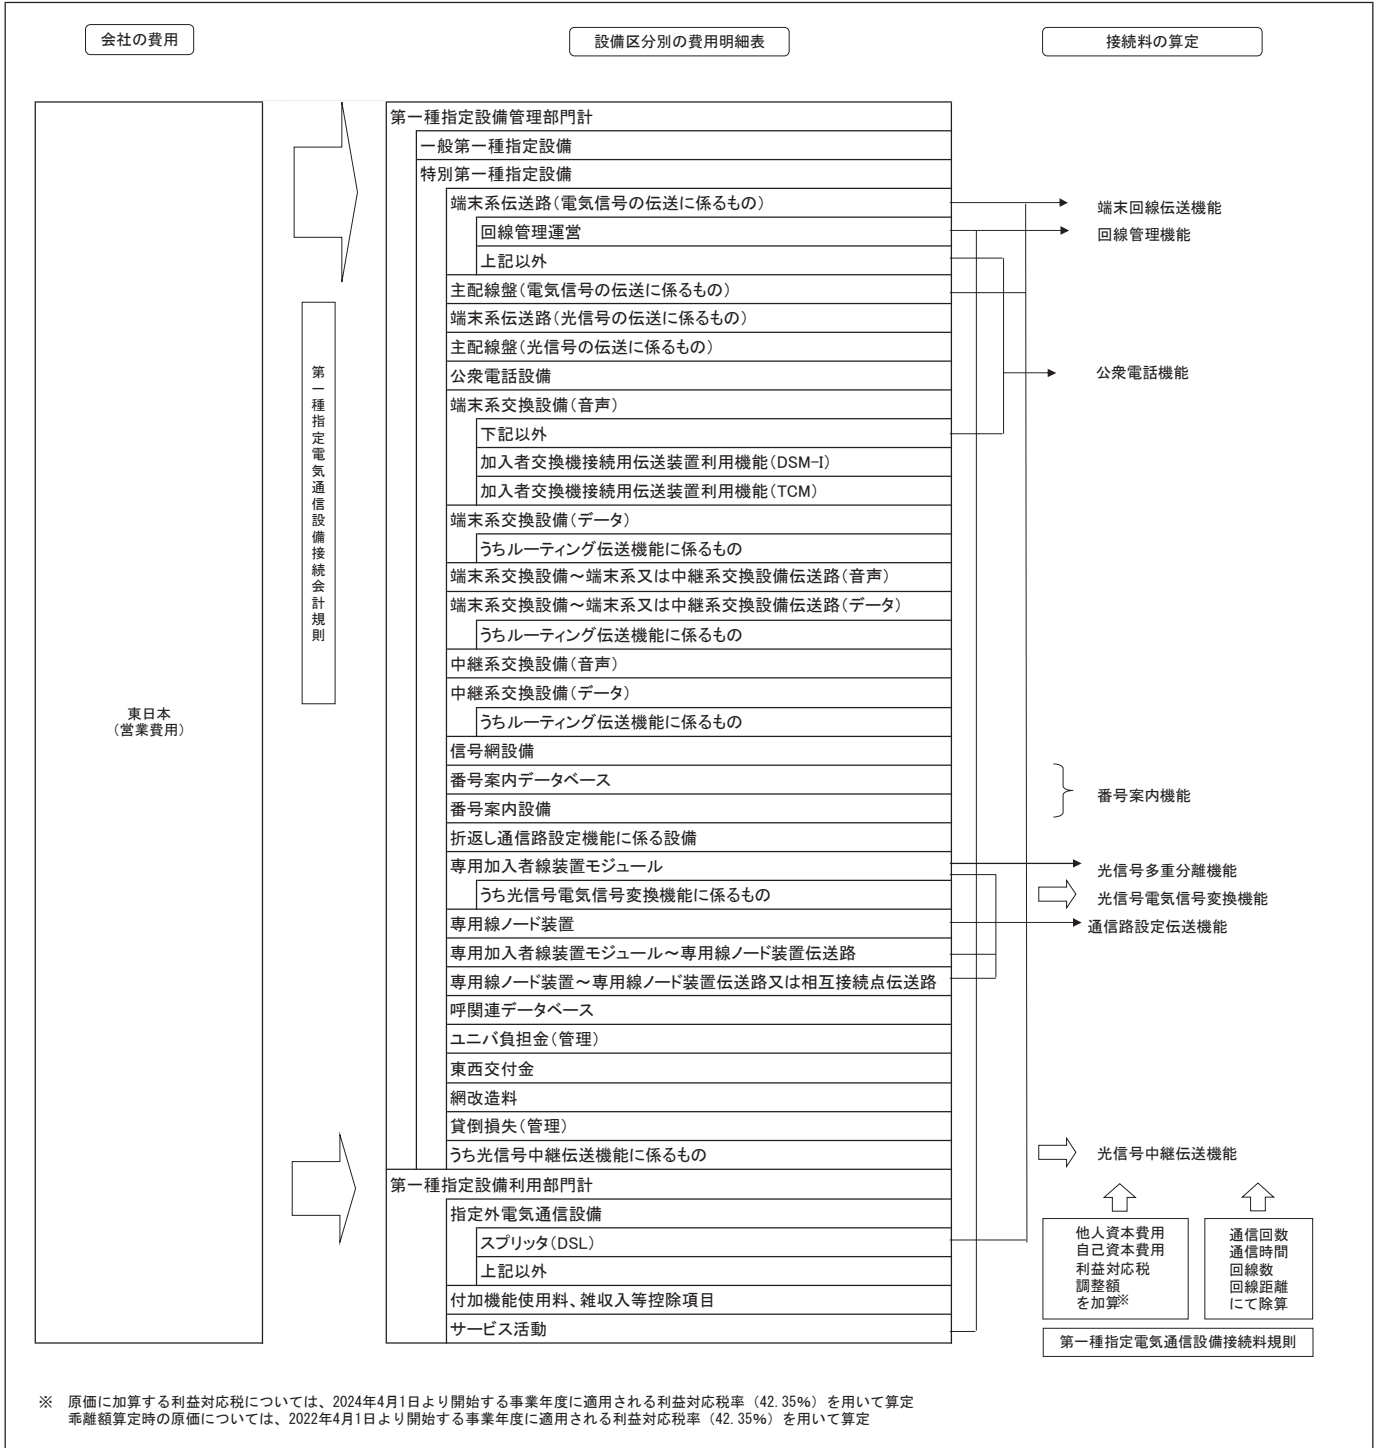 会社の費用
設備区分別の費用明細表
接続料の算定
東日本
(営業費用)
第一種指定電気通信設備接続会計規則
第一種指定設備管理部門計
一般第一種指定設備
特別第一種指定設備
端末系伝送路(電気信号の伝送に係るもの)
回線管理運営
上記以外
主配線盤(電気信号の伝送に係るもの)
端末系伝送路(光信号の伝送に係るもの)
主配線盤(光信号の伝送に係るもの)
公衆電話設備
端末系交換設備(音声)
下記以外
加入者交換機接続用伝送装置利用機能(DSM-I)
加入者交換機接続用伝送装置利用機能(TCM)
端末系交換設備(データ)
うちルーティング伝送機能に係るもの
端末系交換設備～端末系又は中継系交換設備伝送路(音声)
端末系交換設備～端末系又は中継系交換設備伝送路(データ)
うちルーティング伝送機能に係るもの
中継系交換設備(音声)
中継系交換設備(データ)
うちルーティング伝送機能に係るもの
信号網設備
番号案内データベース
番号案内設備
折返し通信路設定機能に係る設備
専用加入者線装置モジュール
うち光信号電気信号変換機能に係るもの
専用線ノード装置
専用加入者線装置モジュール～専用線ノード装置伝送路
専用線ノード装置～専用線ノード装置伝送路又は相互接続点伝送路
呼関連データベース
ユニバ負担金(管理)
東西交付金
網改造料
貸倒損失(管理)
うち光信号中継伝送機能に係るもの
第一種指定設備利用部門計
指定外電気通信設備
スプリッタ(DSL)
上記以外
付加機能使用料、雑収入等控除項目
サービス活動
端末回線伝送機能
回線管理機能
公衆電話機能
番号案内機能
光信号多重分離機能
光信号電気信号変換機能
通信路設定伝送機能
光信号中継伝送機能
他人資本費用
自己資本費用
利益対応税
調整額
を加算※
通信回数
通信時間
回線数
回線距離
にて除算
第一種指定電気通信設備接続料規則
※ 原価に加算する利益対応税については、2024年4月1日より開始する事業年度に適用される利益対応税率(42.35%)を用いて算定
乖離額算定時の原価については、2022年4月1日より開始する事業年度に適用される利益対応税率(42.35%)を用いて算定